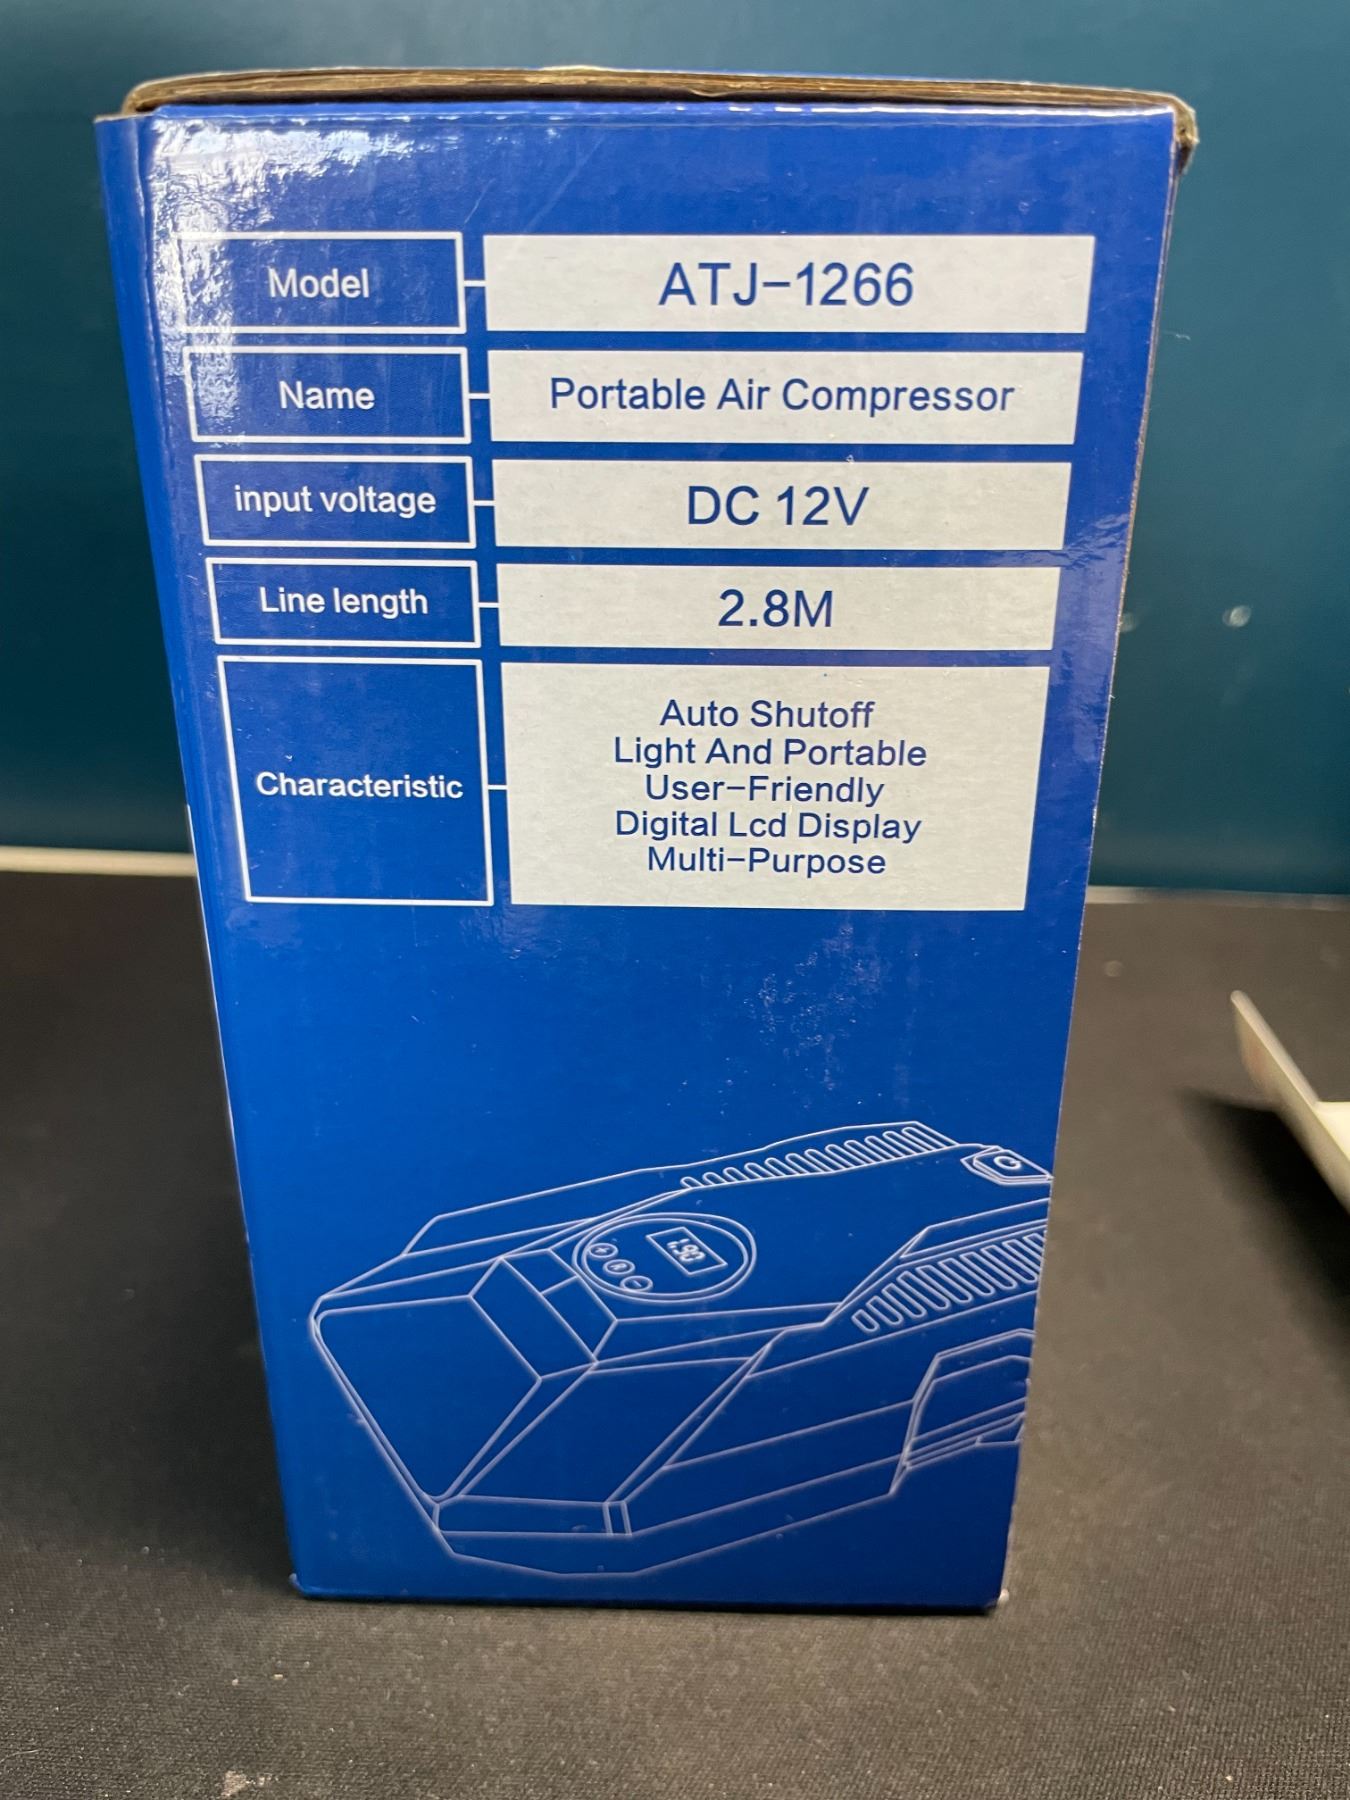 Model
ATJ-1266
Name
Portable Air Compressor
input voltage
DC 12V
Line length
2.8M
Characteristic
Auto Shutoff
Light And Portable
User-Friendly
Digital Lcd Display
Multi-Purpose